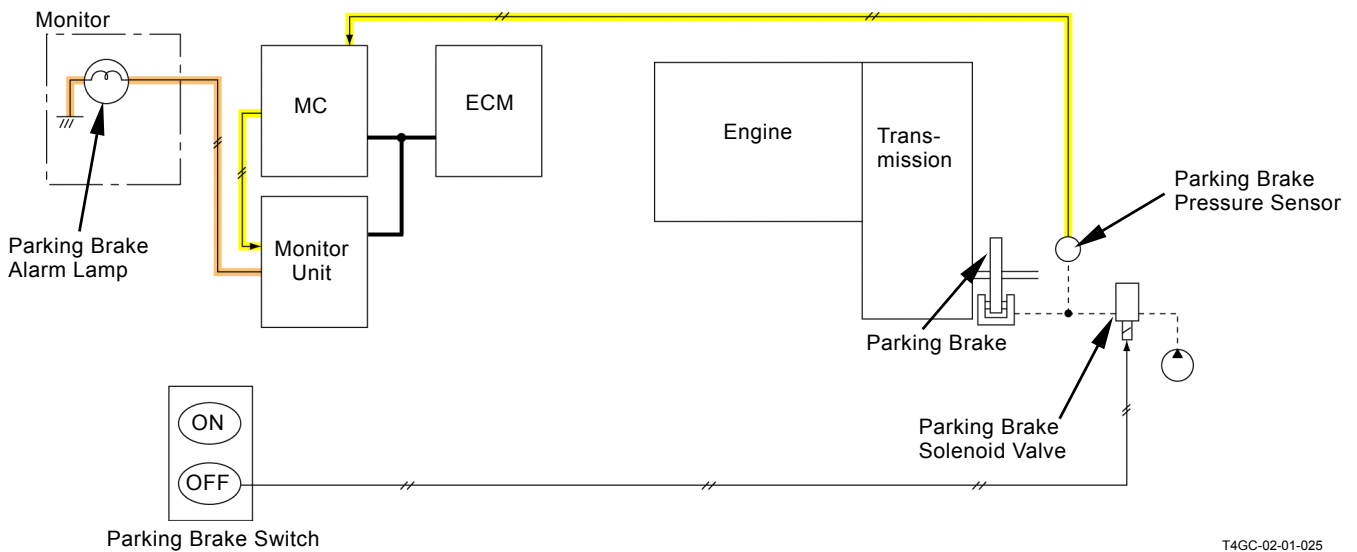 Monitor
MC
ECM
Engine
Trans-
mission
Parking Brake
Pressure Sensor
Parking Brake
Alarm Lamp
Monitor
Unit
Parking Brake
Parking Brake
Solenoid Valve
ON
OFF
Parking Brake Switch
T4GC-02-01-025